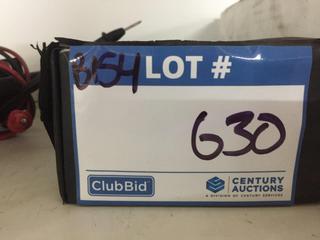 B154 LOT #
630
ClubBid
CENTURY
AUCTIONS
A DIVISION OF CENTURY SERVICES